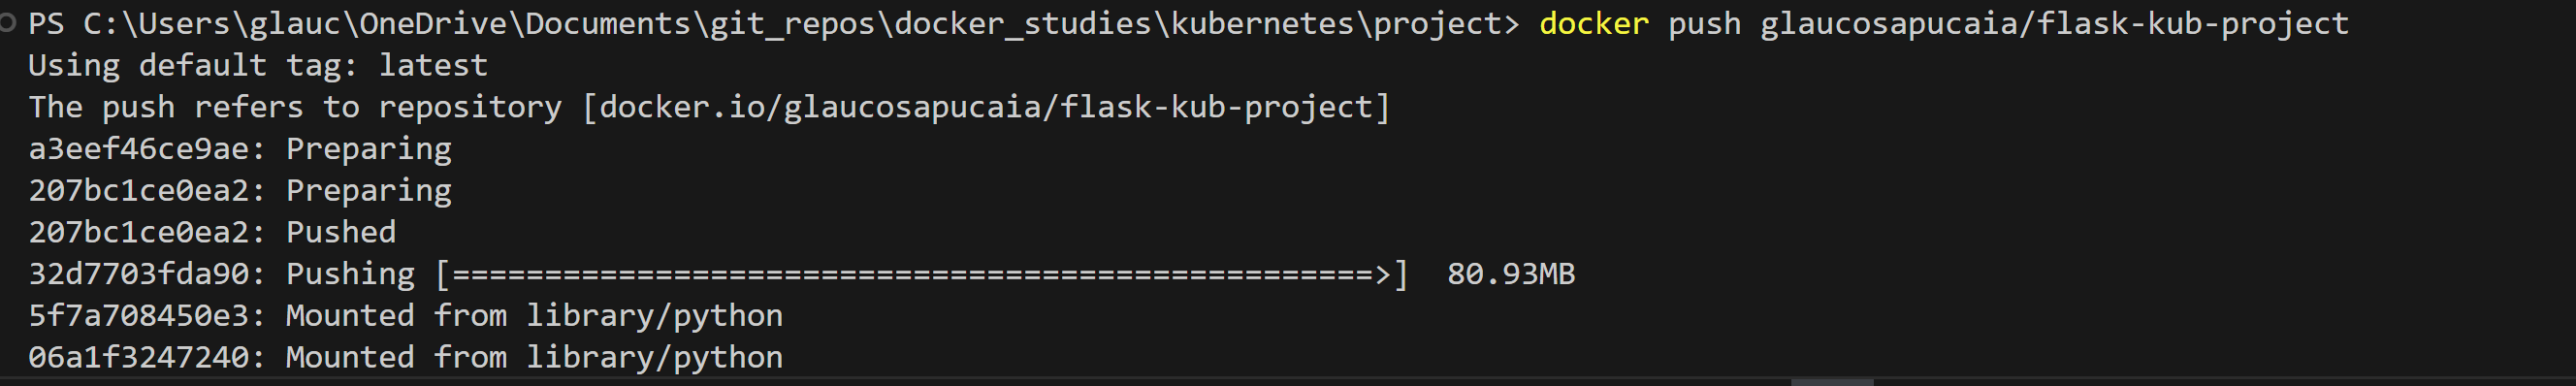 PS C:\Users\glauc\OneDrive\Documents\git_repos\docker_studies\kubernetes\project> docker push glaucosapucaia/flask-kub-project
Using default tag: latest
The push refers to repository [docker.io/glaucosapucaia/flask-kub-project]
a3eef46ce9ae: Preparing
207bc1ce0ea2: Preparing
207bc1ce0ea2: Pushed
32d7703fda90: Pushing [==================================================>]  80.93MB
5f7a708450e3: Mounted from library/python
06a1f3247240: Mounted from library/python